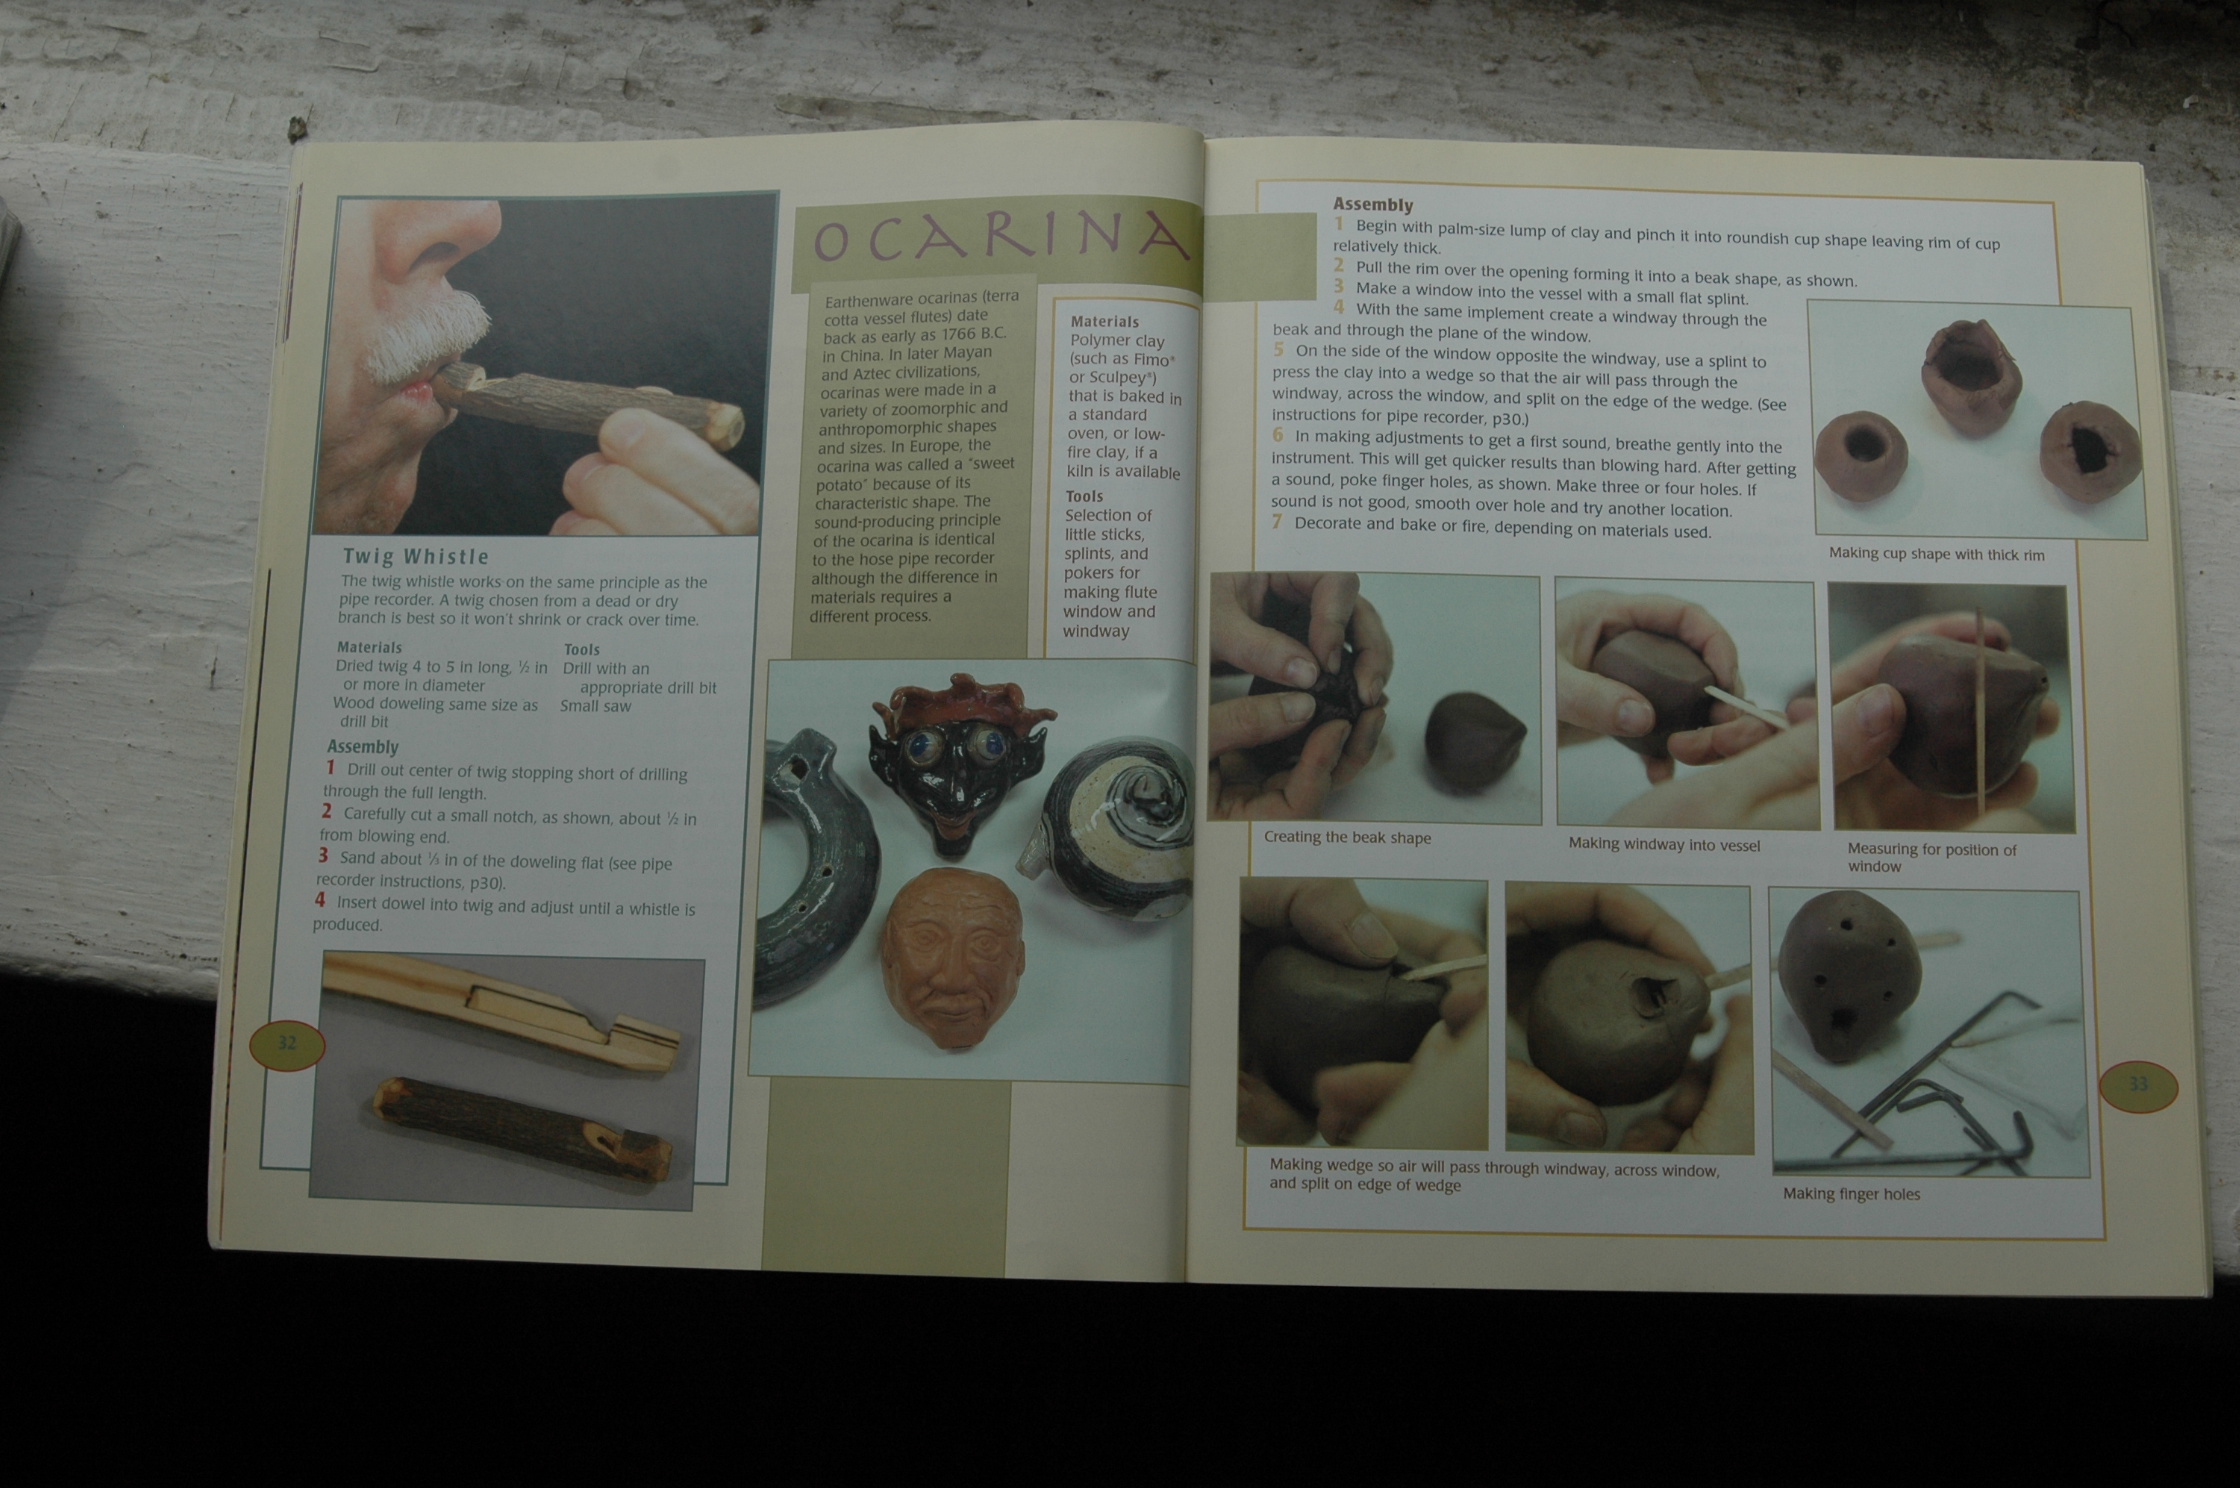 Twig Whistle
The twig whistle works on the same principle as the
pipe recorder. A twig chosen from a dead or dry
branch is best so it won't shrink or crack over time.
Materials
Dried twig 4 to 5 in long, ½ in
or more in diameter
Wood doweling same size as
drill bit
Tools
Drill with an
appropriate drill bit
Small saw
Assembly
1 Drill out center of twig stopping short of drilling
through the full length.
2 Carefully cut a small notch, as shown, about ½ in
from blowing end.
3 Sand about ⅓ in of the doweling flat (see pipe
recorder instructions, p30).
4 Insert dowel into twig and adjust until a whistle is
produced.
32
OCARINA
Earthenware ocarinas (terra
cotta vessel flutes) date
back as early as 1766 B.C.
in China. In later Mayan
and Aztec civilizations,
ocarinas were made in a
variety of zoomorphic and
anthropomorphic shapes
and sizes. In Europe, the
ocarina was called a "sweet
potato" because of its
characteristic shape. The
sound-producing principle
of the ocarina is identical
to the hose pipe recorder
although the difference in
materials requires a
different process.
Materials
Polymer clay
(such as Fimo®
or Sculpey®)
that is baked in
a standard
oven, or low-
fire clay, if a
kiln is available
Tools
Selection of
little sticks,
splints, and
pokers for
making flute
window and
windway
Assembly
1 Begin with palm-size lump of clay and pinch it into roundish cup shape leaving rim of cup
relatively thick.
2 Pull the rim over the opening forming it into a beak shape, as shown.
3 Make a window into the vessel with a small flat splint.
4 With the same implement create a windway through the
beak and through the plane of the window.
5 On the side of the window opposite the windway, use a splint to
press the clay into a wedge so that the air will pass through the
windway, across the window, and split on the edge of the wedge. (See
instructions for pipe recorder, p30.)
6 In making adjustments to get a first sound, breathe gently into the
instrument. This will get quicker results than blowing hard. After getting
a sound, poke finger holes, as shown. Make three or four holes. If
sound is not good, smooth over hole and try another location.
7 Decorate and bake or fire, depending on materials used.
Making cup shape with thick rim
Creating the beak shape
Making windway into vessel
Measuring for position of
window
Making wedge so air will pass through windway, across window,
and split on edge of wedge
Making finger holes
33